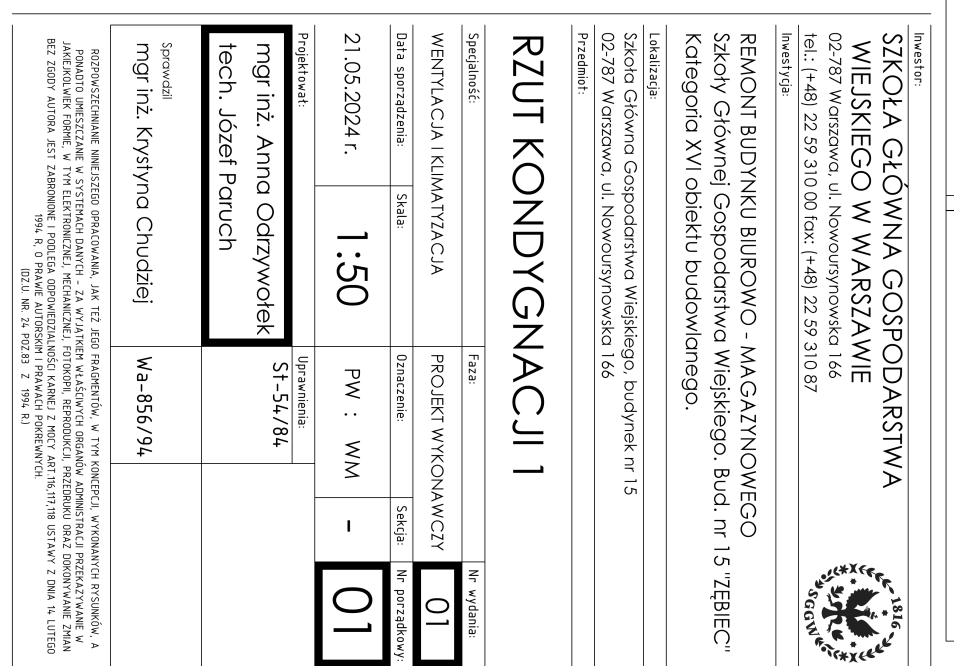 Inwestor:
SZKOŁA GŁÓWNA GOSPODARSTWA
WIEJSKIEGO W WARSZAWIE
02-787 Warszawa, ul. Nowoursynowska 166
tel.: (+48) 22 59 310 00 fax: (+48) 22 59 310 87
1816
SGGW
Inwestycja:
REMONT BUDYNKU BIUROWO - MAGAZYNOWEGO
Szkoły Głównej Gospodarstwa Wiejskiego. Bud. nr 15 "ZĘBIEC"
Kategoria XVI obiektu budowlanego.
Lokalizacja:
Szkoła Główna Gospodarstwa Wiejskiego, budynek nr 15
02-787 Warszawa, ul. Nowoursynowska 166
Przedmiot:
RZUT KONDYGNACJI 1
Specjalność: Faza: Nr wydania:
WENTYLACJA I KLIMATYZACJA PROJEKT WYKONAWCZY 01
Data sporządzenia: Skala: Oznaczenie: Sekcja: Nr porządkowy:
21.05.2024 r. 1:50 PW : WM - 01
Projektował: Uprawnienia:
mgr inż. Anna Odrzywołek St-54/84
tech. Józef Paruch
Sprawdził
mgr inż. Krystyna Chudziej Wa-856/94
ROZPOWSZECHNIANIE NINIEJSZEGO OPRACOWANIA, JAK TEŻ JEGO FRAGMENTÓW, W TYM KONCEPCJI, WYKONANYCH RYSUNKÓW, A
PONADTO UMIESZCZANIE W SYSTEMACH DANYCH - ZA WYJĄTKIEM WŁAŚCIWYCH ORGANÓW ADMINISTRACJI PRZEKAZYWANIE W
JAKIEJKOLWIEK FORMIE, W TYM ELEKTRONICZNEJ, MECHANICZNEJ, FOTOKOPII, REPRODUKCJI, PRZEDRUKU ORAZ DOKONYWANIE ZMIAN
BEZ ZGODY AUTORA JEST ZABRONIONE I PODLEGA ODPOWIEDZIALNOŚCI KARNEJ Z MOCY ART.116,117,118 USTAWY Z DNIA 14 LUTEGO
1994 R, O PRAWIE AUTORSKIM I PRAWACH POKREWNYCH.
(DZ.U. NR. 24 POZ.83 Z 1994 R.)